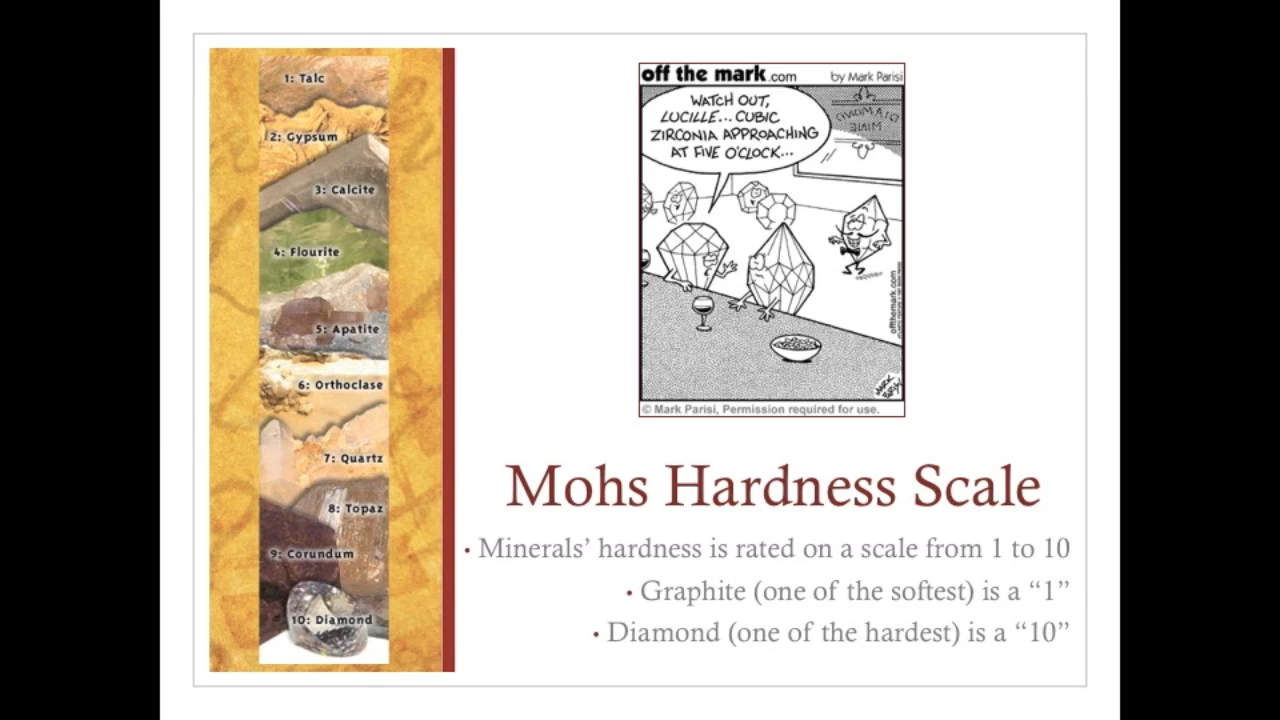 1: Talc
2: Gypsum
3: Calcite
4: Flourite
5: Apatite
6: Orthoclase
7: Quartz
8: Topaz
9: Corundum
10: Diamond
off the mark.com by Mark Parisi
WATCH OUT,
LUCILLE... CUBIC
ZIRCONIA APPROACHING
AT FIVE O'CLOCK...
DIAMOND
MINE
offthemark.com
© Mark Parisi, Permission required for use.
Mohs Hardness Scale
• Minerals’ hardness is rated on a scale from 1 to 10
• Graphite (one of the softest) is a “1”
• Diamond (one of the hardest) is a “10”